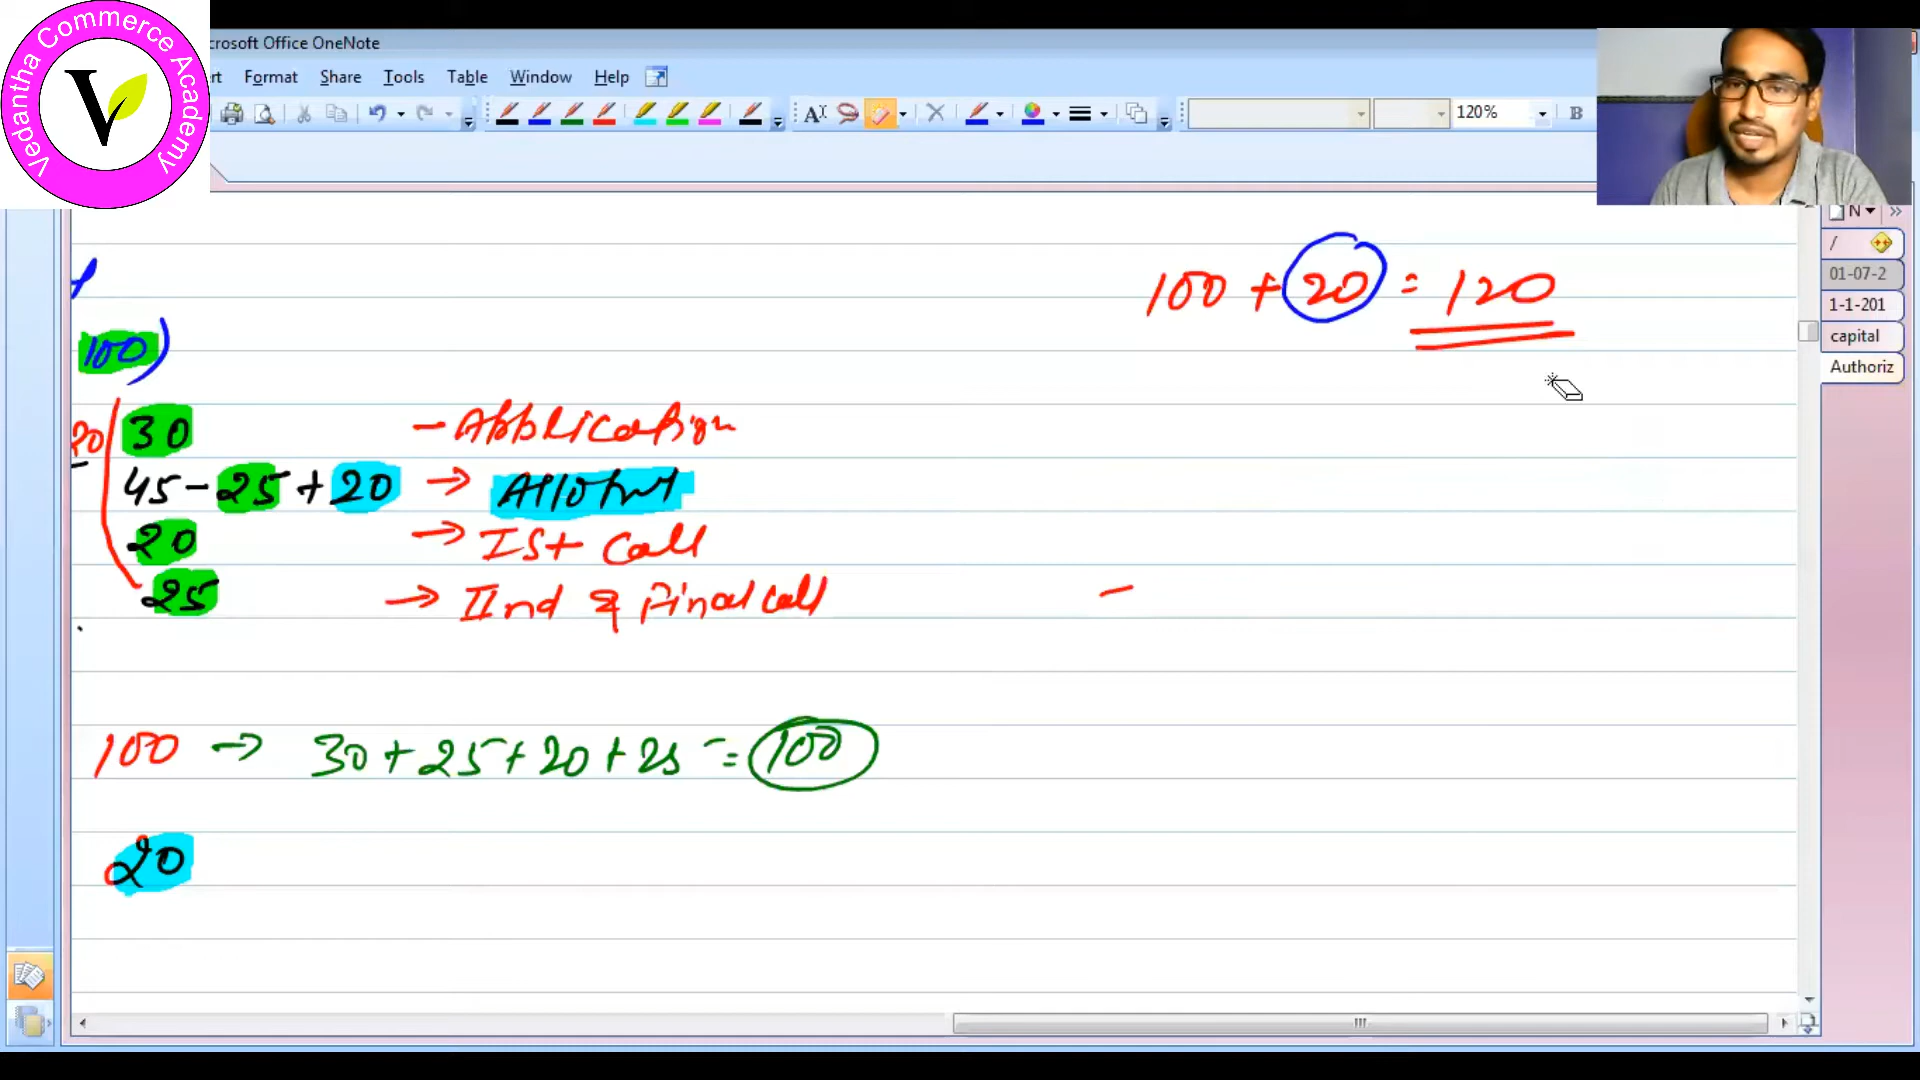 Vedantha Commerce Academy
V
crosoft Office OneNote
rt Format Share Tools Table Window Help
120% B
N
/
01-07-2
1-1-201
capital
Authoriz
100 + 20 = 120
100)
20 30 - Application
45 - 25 + 20 → Allotmt
20 → Ist Call
25 → IInd & Final call
100 → 30 + 25 + 20 + 25 = 100
20